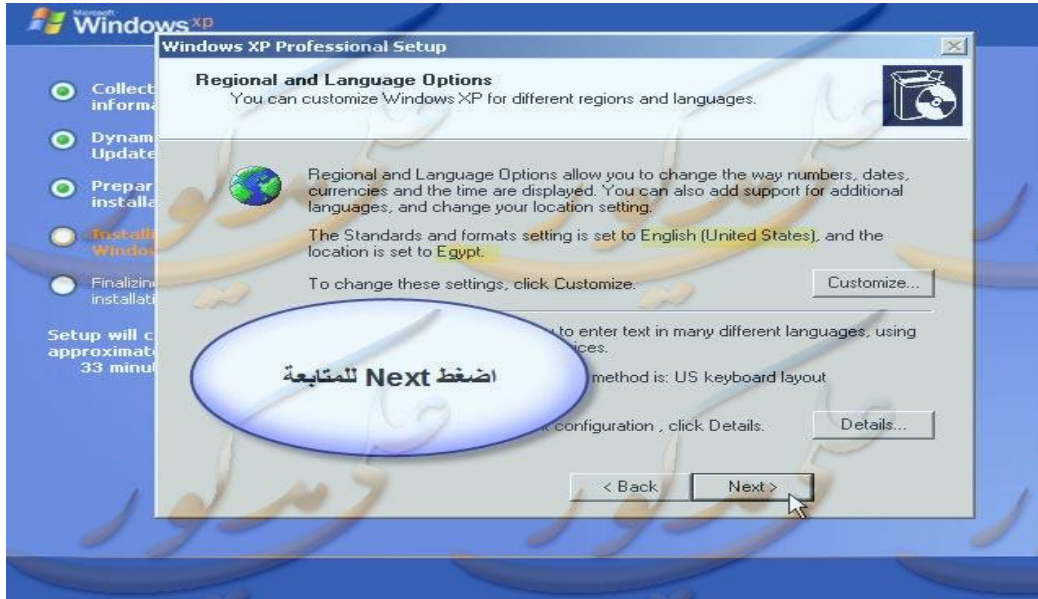 Microsoft
Windows xp
Windows XP Professional Setup
Regional and Language Options
You can customize Windows XP for different regions and languages.
Collect
informa
Dynam
Update
Prepar
installa
Installi
Window
Finalizin
installati
Setup will c
approximat
33 minut
Regional and Language Options allow you to change the way numbers, dates,
currencies and the time are displayed. You can also add support for additional
languages, and change your location setting.
The Standards and formats setting is set to English (United States), and the
location is set to Egypt.
To change these settings, click Customize.
Customize...
to enter text in many different languages, using
ices.
method is: US keyboard layout
configuration , click Details.
Details...
اضغط Next للمتابعة
< Back
Next >